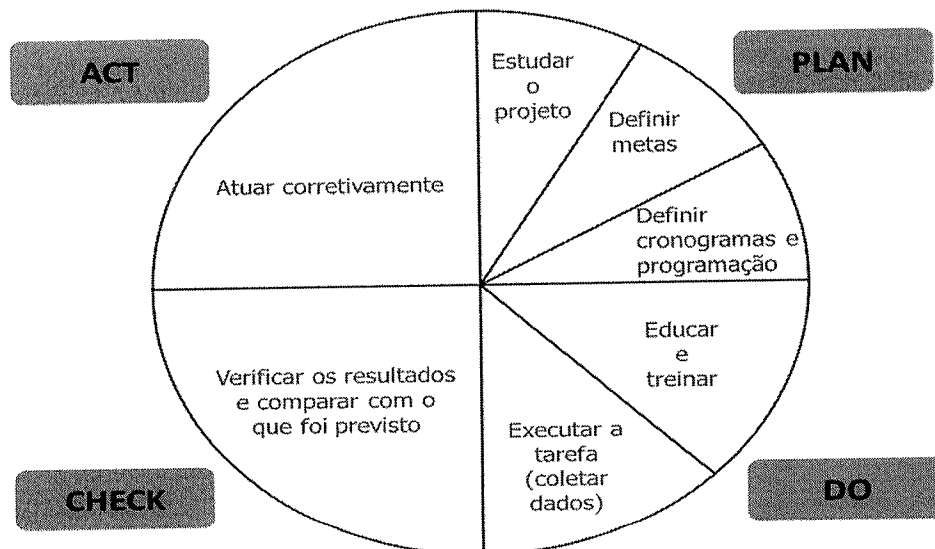 ACT
PLAN
Estudar
o
projeto
Definir
metas
Definir
cronogramas e
programação
Atuar corretivamente
Educar
e
treinar
Verificar os resultados
e comparar com o
que foi previsto
Executar a
tarefa
(coletar
dados)
CHECK
DO